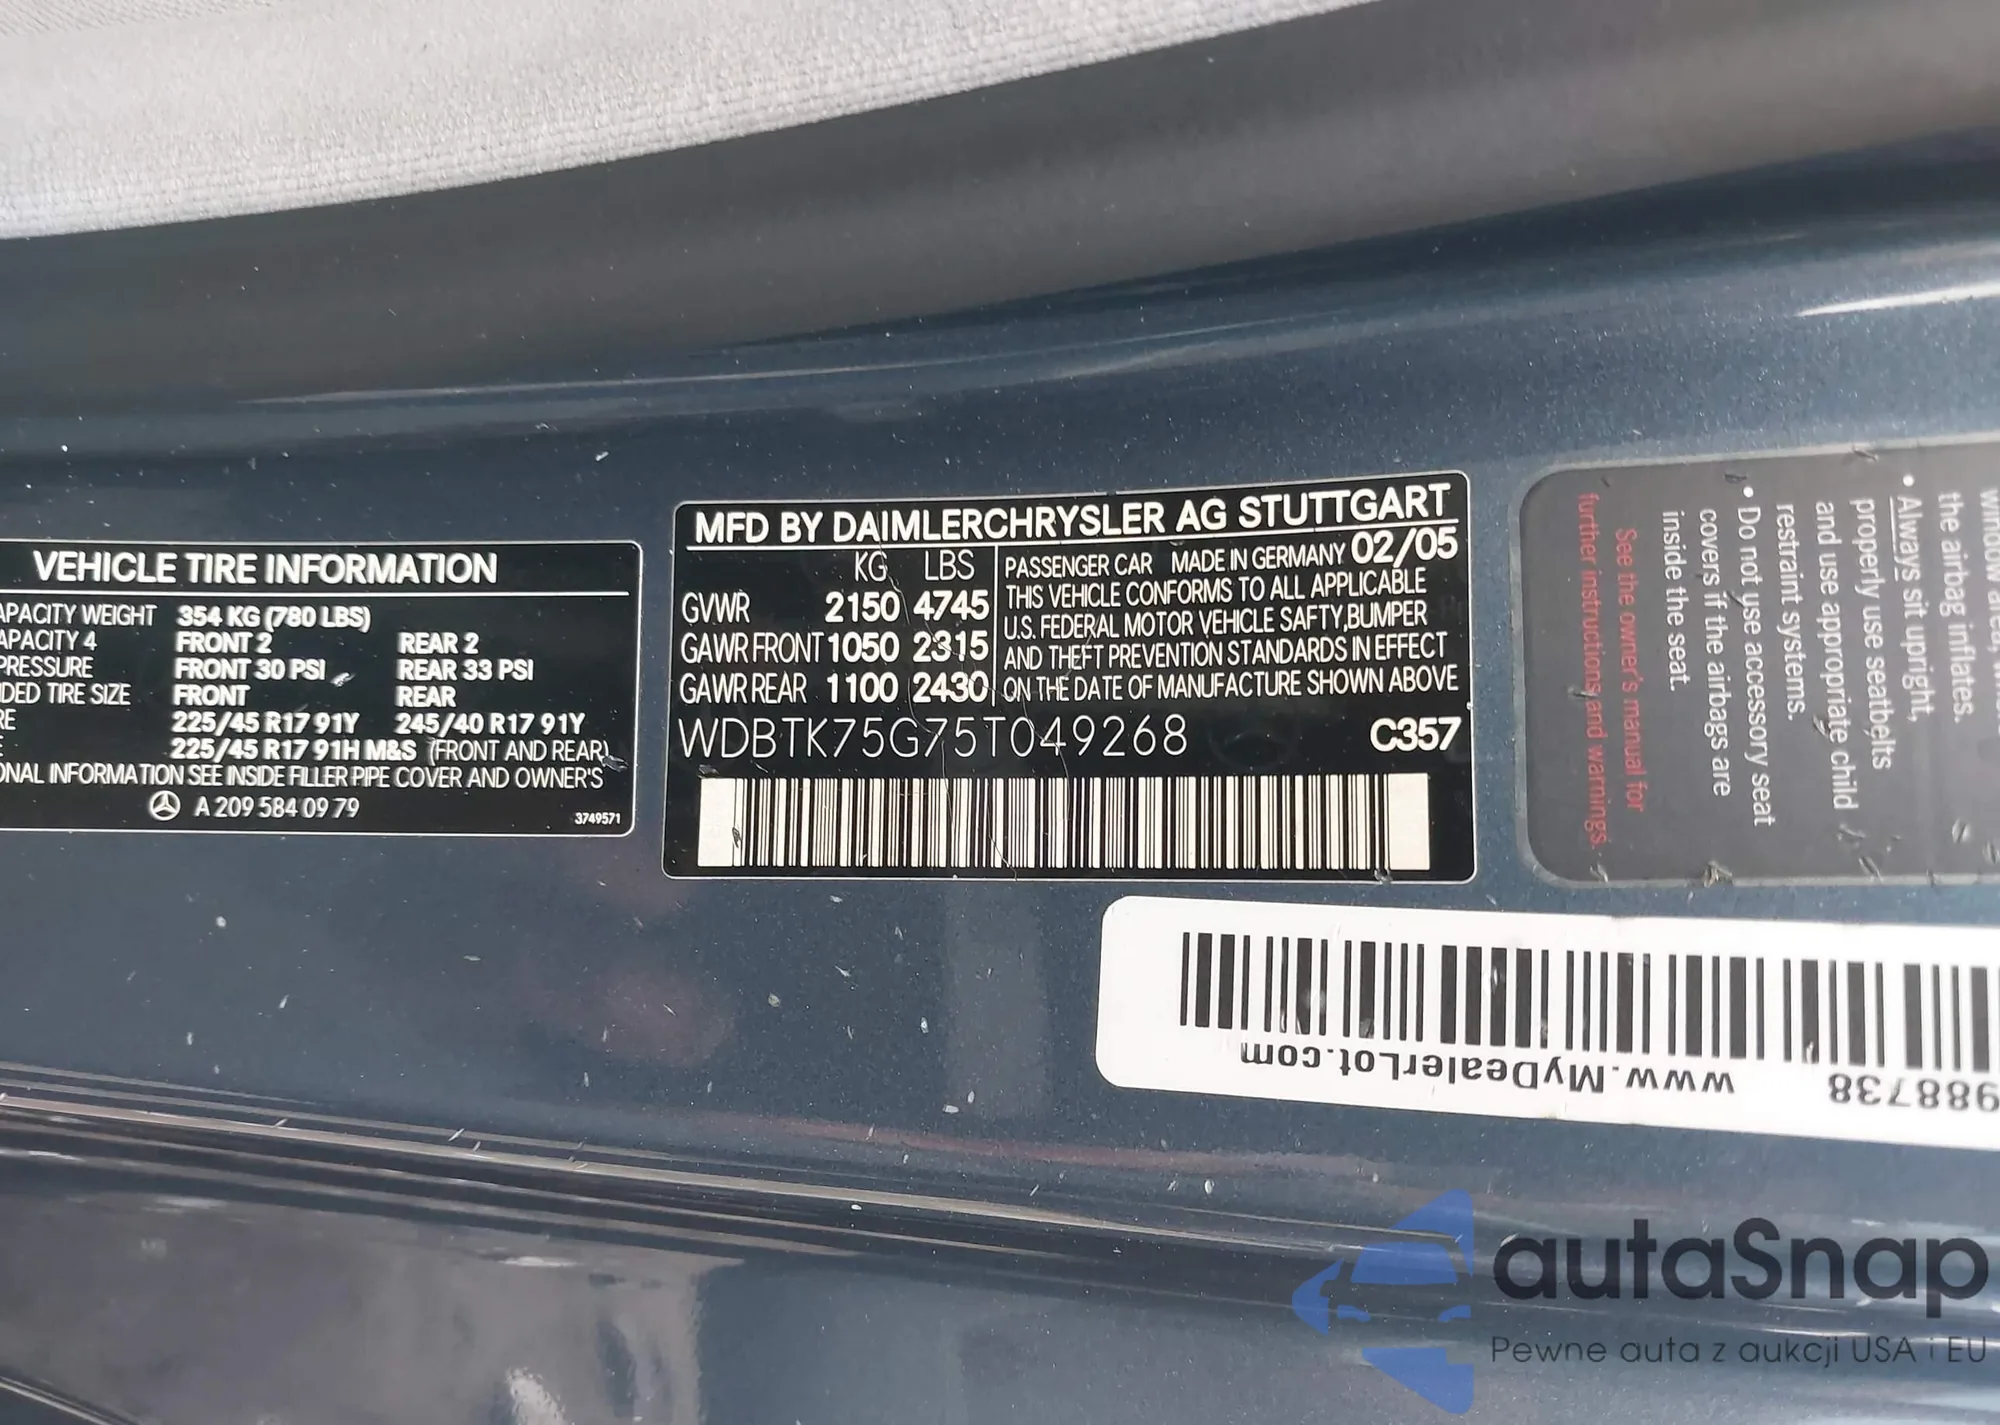 VEHICLE TIRE INFORMATION
APACITY WEIGHT 354 KG (780 LBS)
APACITY 4 FRONT 2 REAR 2
PRESSURE FRONT 30 PSI REAR 33 PSI
DED TIRE SIZE FRONT REAR
RE 225/45 R17 91Y 245/40 R17 91Y
225/45 R17 91H M&S (FRONT AND REAR)
ONAL INFORMATION SEE INSIDE FILLER PIPE COVER AND OWNER'S
A 209 584 09 79
3749571
MFD BY DAIMLERCHRYSLER AG STUTTGART
KG LBS
GVWR 2150 4745
GAWR FRONT 1050 2315
GAWR REAR 1100 2430
PASSENGER CAR MADE IN GERMANY 02/05
THIS VEHICLE CONFORMS TO ALL APPLICABLE
U.S. FEDERAL MOTOR VEHICLE SAFTY,BUMPER
AND THEFT PREVENTION STANDARDS IN EFFECT
ON THE DATE OF MANUFACTURE SHOWN ABOVE
WDBTK75G75T049268 C357
the airbag inflates.
• Always sit upright,
properly use seatbelts
and use appropriate child
restraint systems.
• Do not use accessory seat
covers if the airbags are
inside the seat.
See the owner's manual for
further instructions and warnings.
www.MyDealerLot.com
988738
autaSnap
Pewne auta z aukcji USA i EU